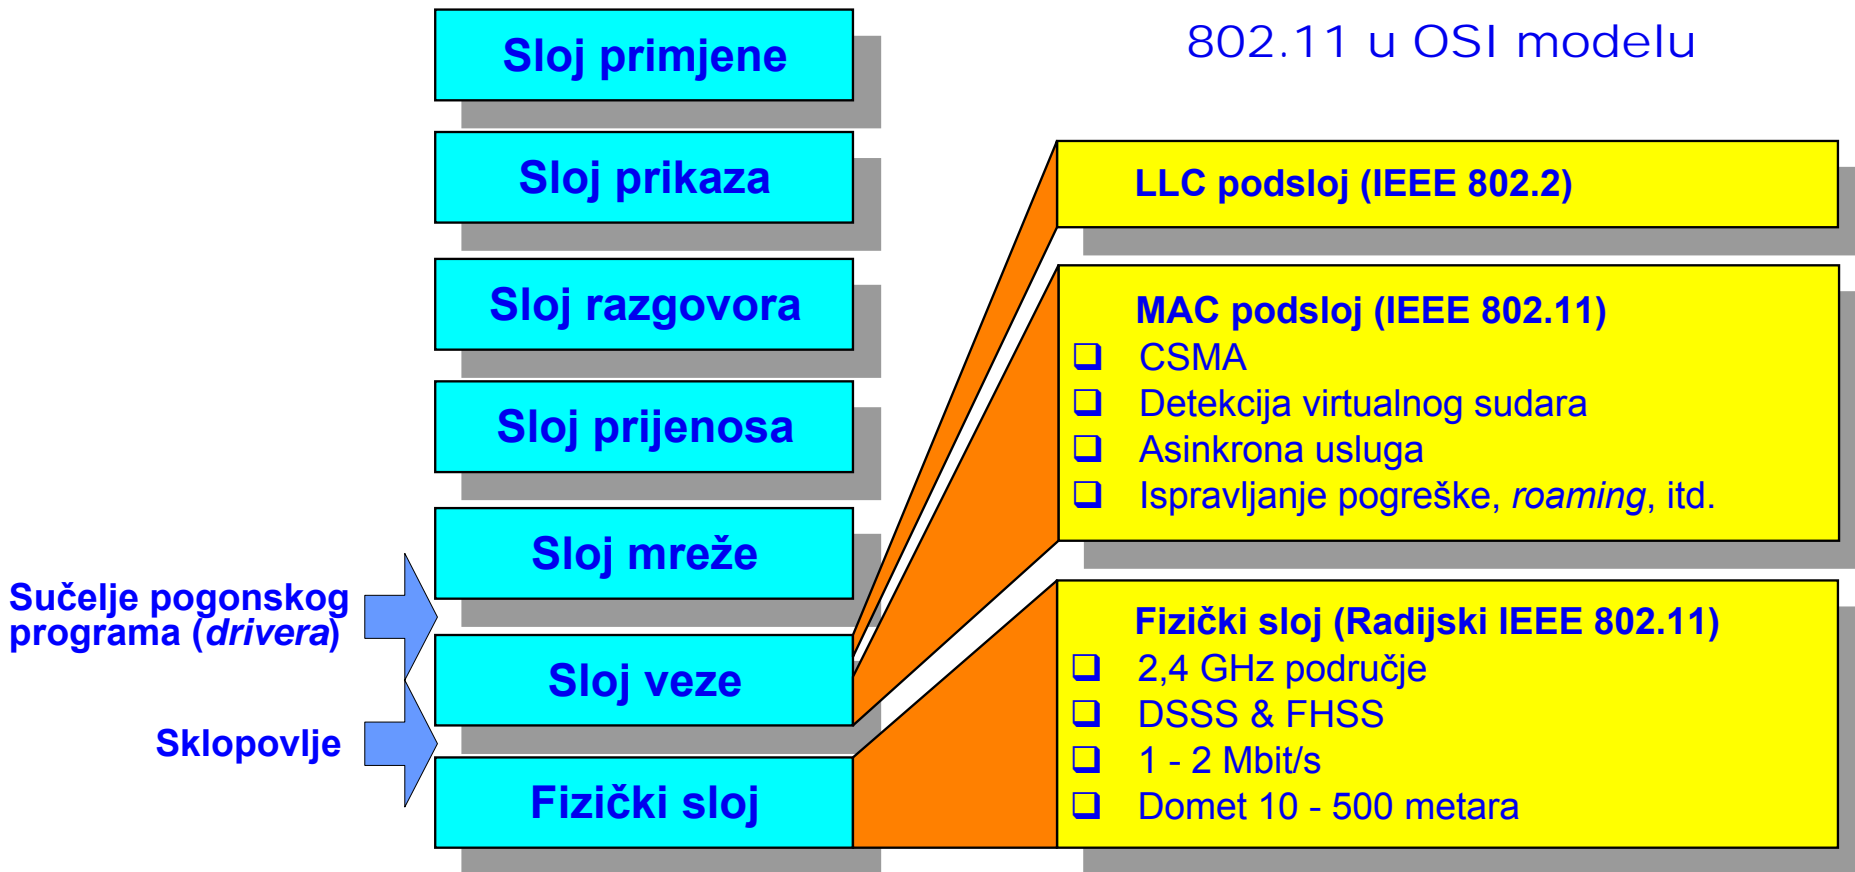 802.11 u OSI modelu
Sloj primjene
Sloj prikaza
Sloj razgovora
Sloj prijenosa
Sloj mreže
Sloj veze
Fizički sloj
Sučelje pogonskog
programa (drivera)
Sklopovlje
LLC podsloj (IEEE 802.2)
MAC podsloj (IEEE 802.11)
❑ CSMA
❑ Detekcija virtualnog sudara
❑ Asinkrona usluga
❑ Ispravljanje pogreške, roaming, itd.
Fizički sloj (Radijski IEEE 802.11)
❑ 2,4 GHz područje
❑ DSSS & FHSS
❑ 1 - 2 Mbit/s
❑ Domet 10 - 500 metara